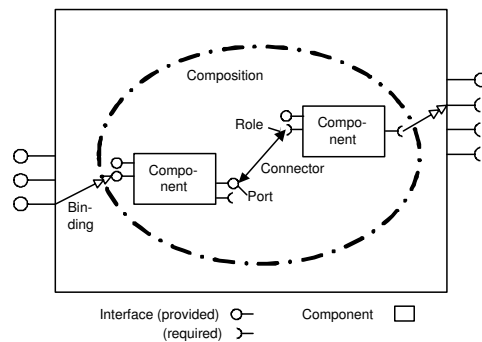 Composition
Role
Compo-
nent
Compo-
nent
Connector
Port
Bin-
ding
Interface (provided)
(required)
Component